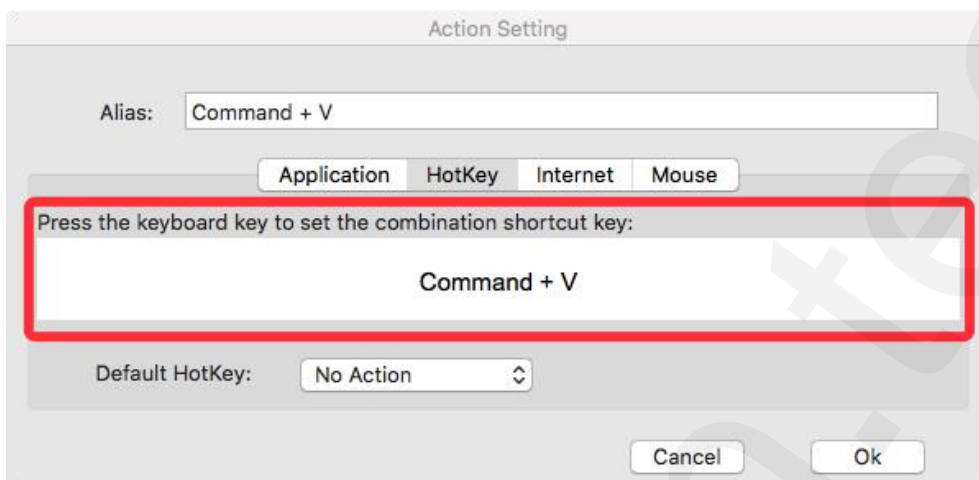 Action Setting
Alias: Command + V
Application HotKey Internet Mouse
Press the keyboard key to set the combination shortcut key:
Command + V
Default HotKey: No Action
Cancel Ok